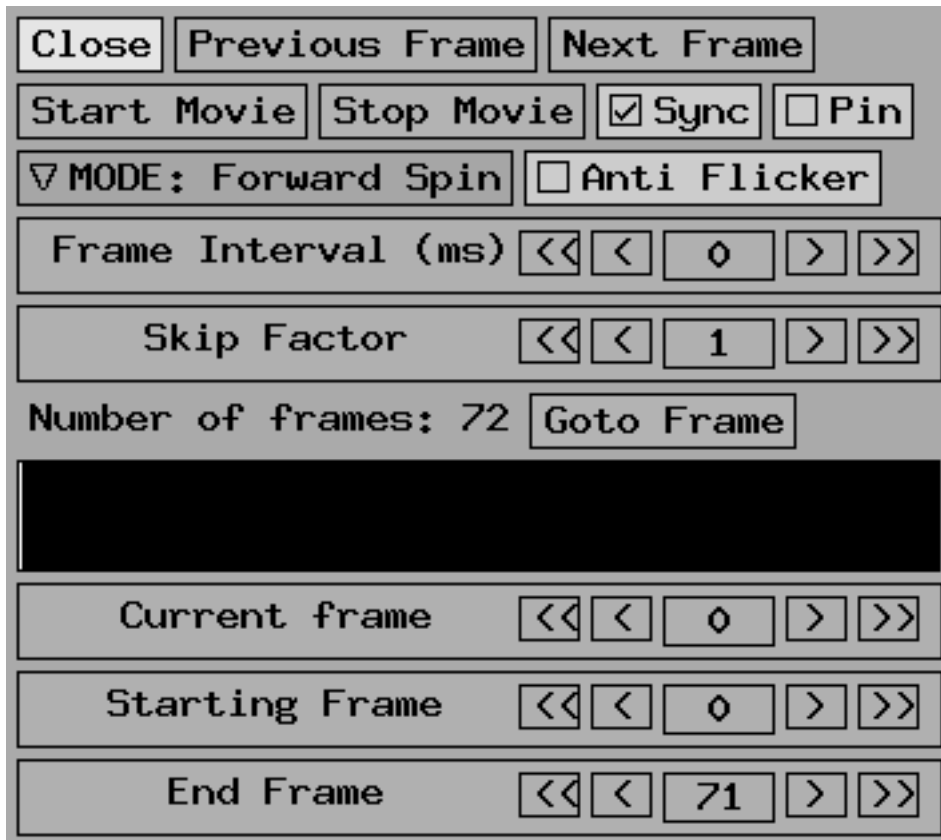 Close Previous Frame Next Frame
Start Movie Stop Movie Sync Pin
MODE: Forward Spin Anti Flicker
Frame Interval (ms) << < 0 > >>
Skip Factor << < 1 > >>
Number of frames: 72 Goto Frame
Current frame << < 0 > >>
Starting Frame << < 0 > >>
End Frame << < 71 > >>